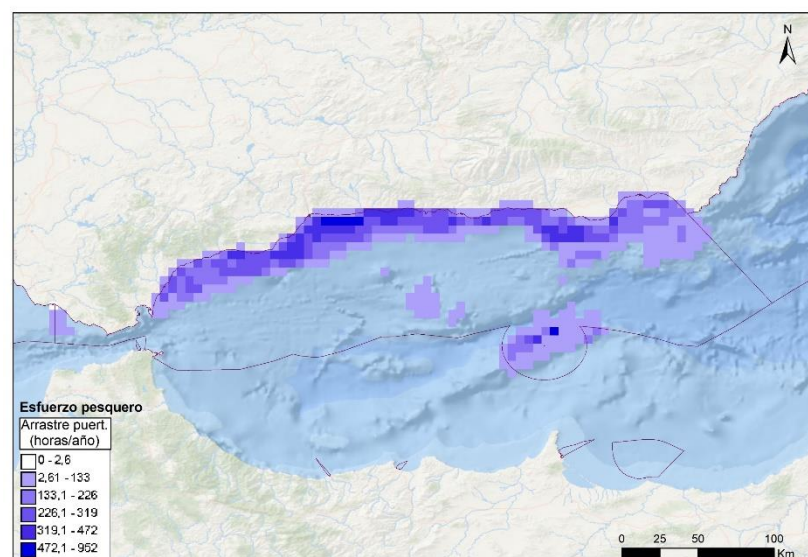 N
Esfuerzo pesquero
Arrastre puert.
(horas/año)
0 - 2,6
2,61 - 133
133,1 - 226
226,1 - 319
319,1 - 472
472,1 - 952
0 25 50 100
Km